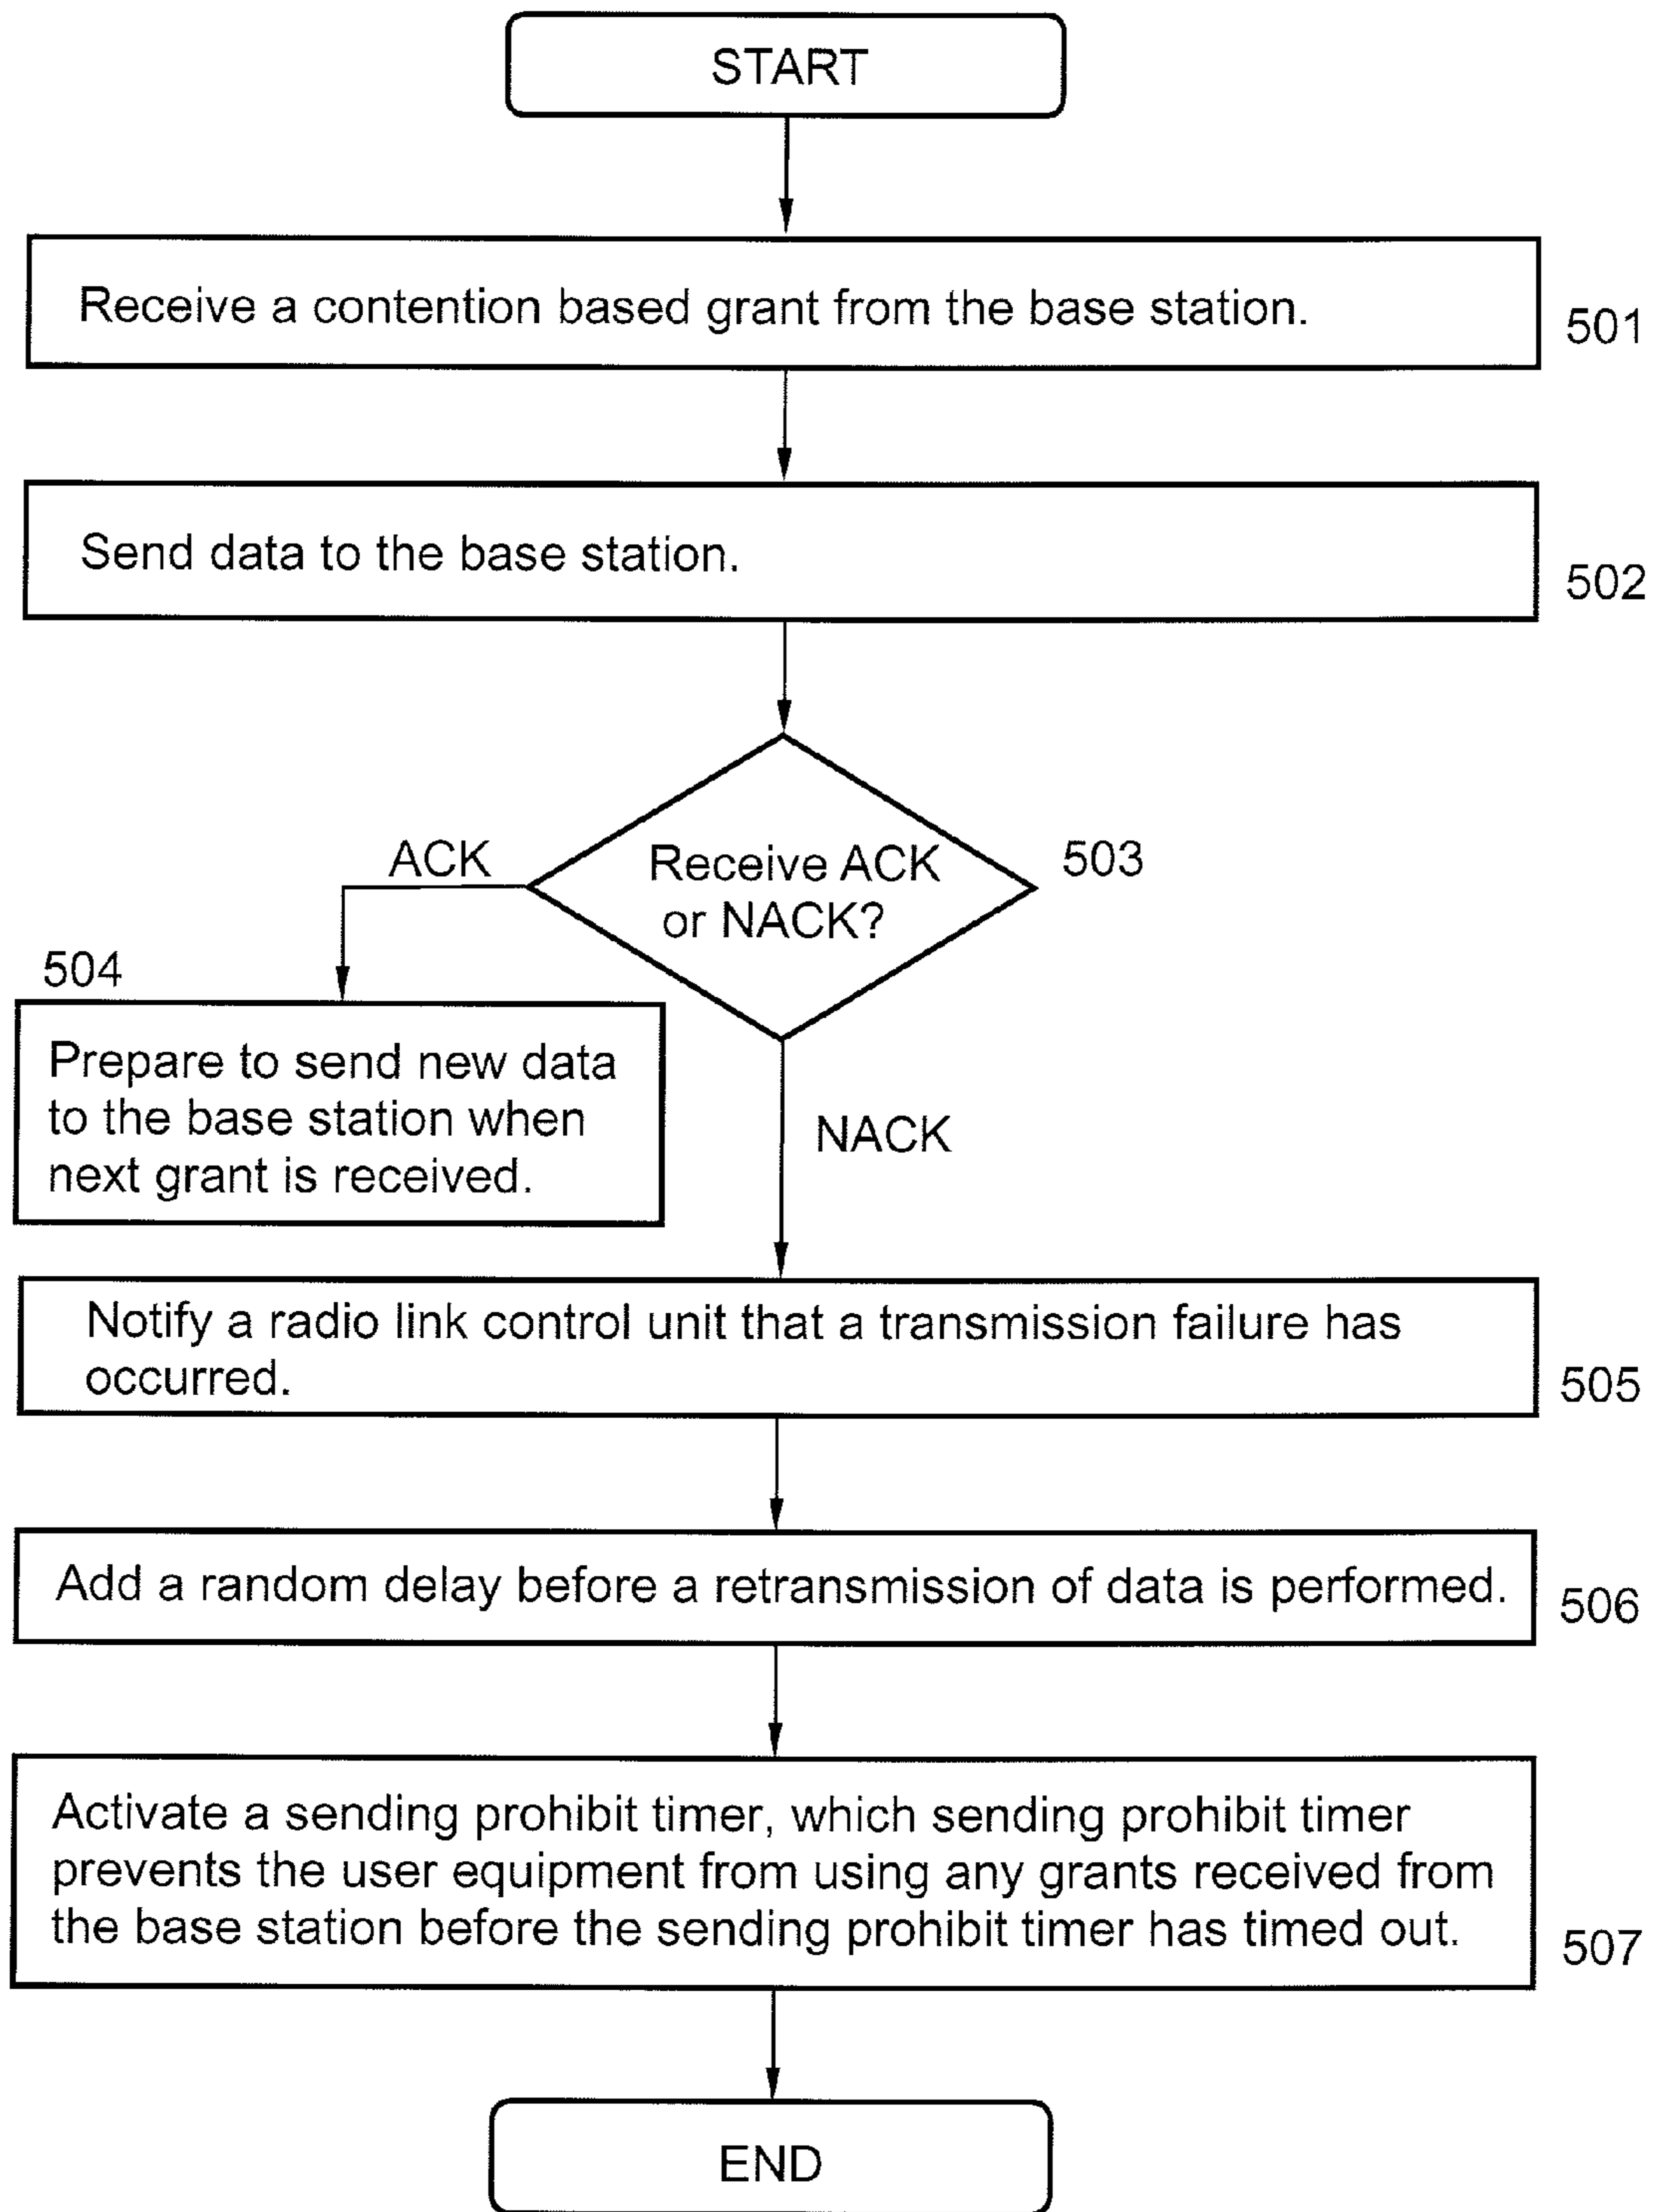 START
Receive a contention based grant from the base station.
501
Send data to the base station.
502
ACK
Receive ACK
or NACK?
503
504
Prepare to send new data
to the base station when
next grant is received.
NACK
Notify a radio link control unit that a transmission failure has
occurred.
505
Add a random delay before a retransmission of data is performed.
506
Activate a sending prohibit timer, which sending prohibit timer
prevents the user equipment from using any grants received from
the base station before the sending prohibit timer has timed out.
507
END